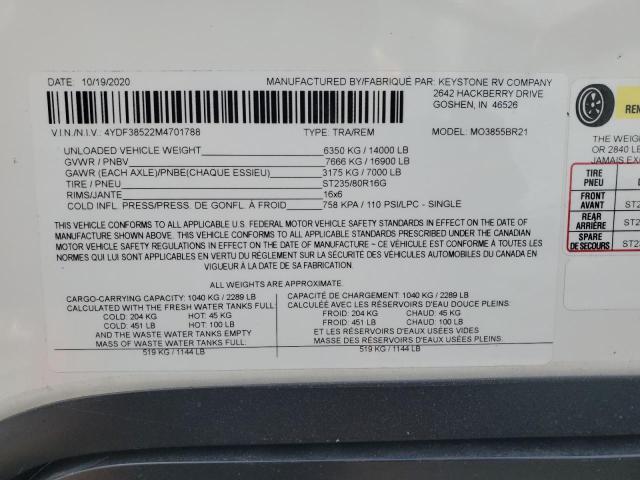 DATE: 10/19/2020
MANUFACTURED BY/FABRIQUÉ PAR: KEYSTONE RV COMPANY
2642 HACKBERRY DRIVE
GOSHEN, IN 46526
V.I.N./N.I.V.: 4YDF38522M4701788 TYPE: TRA/REM MODEL: MO3855BR21
UNLOADED VEHICLE WEIGHT: 6350 KG / 14000 LB
GVWR / PNBV 7666 KG / 16900 LB
GAWR (EACH AXLE)/PNBE(CHAQUE ESSIEU) 3175 KG / 7000 LB
TIRE / PNEU ST235/80R16G
RIMS/JANTE 16x6
COLD INFL. PRESS/PRESS. DE GONFL. À FROID 758 KPA / 110 PSI/LPC - SINGLE
THIS VEHICLE CONFORMS TO ALL APPLICABLE U.S. FEDERAL MOTOR VEHICLE SAFETY STANDARDS IN EFFECT ON THE DATE OF
MANUFACTURE SHOWN ABOVE. THIS VEHICLE CONFORMS TO ALL APPLICABLE STANDARDS PRESCRIBED UNDER THE CANADIAN
MOTOR VEHICLE SAFETY REGULATIONS IN EFFECT ON THE DATE OF MANUFACTURE ~ CE VÉHICULE EST CONFORME À TOUTES LES
NORMES QUI LUI SONT APPLICABLES EN VERTU DU RÉGLEMENT SUR LA SÉCURITÉ DES VÉHICULES AUTOMOBILES DU CANADA EN
VIGUEUR À LA DATE DE SA FABRICATION.
ALL WEIGHTS ARE APPROXIMATE.
CARGO-CARRYING CAPACITY: 1040 KG / 2289 LB
CALCULATED WITH THE FRESH WATER TANKS FULL:
COLD: 204 KG HOT: 45 KG
COLD: 451 LB HOT: 100 LB
AND THE WASTE WATER TANKS EMPTY
MASS OF WASTE WATER TANKS FULL:
519 KG / 1144 LB
CAPACITÉ DE CHARGEMENT: 1040 KG / 2289 LB
CALCULÉE AVEC LES RÉSERVOIRS D'EAU DOUCE PLEINS:
FROID: 204 KG CHAUD: 45 KG
FROID: 451 LB CHAUD: 100 LB
ET LES RÉSERVOIRS D'EAUX USÉES VIDES
MASSE DES RÉSERVOIRS D'EAUX USÉES PLEINS:
519 KG / 1144 LB
THE WEIG
OR 2840 LE
JAMAIS EX
TIRE
PNEU
FRONT
AVANT
ST2
REAR
ARRIÈRE
ST2
SPARE
DE SECOURS
ST2